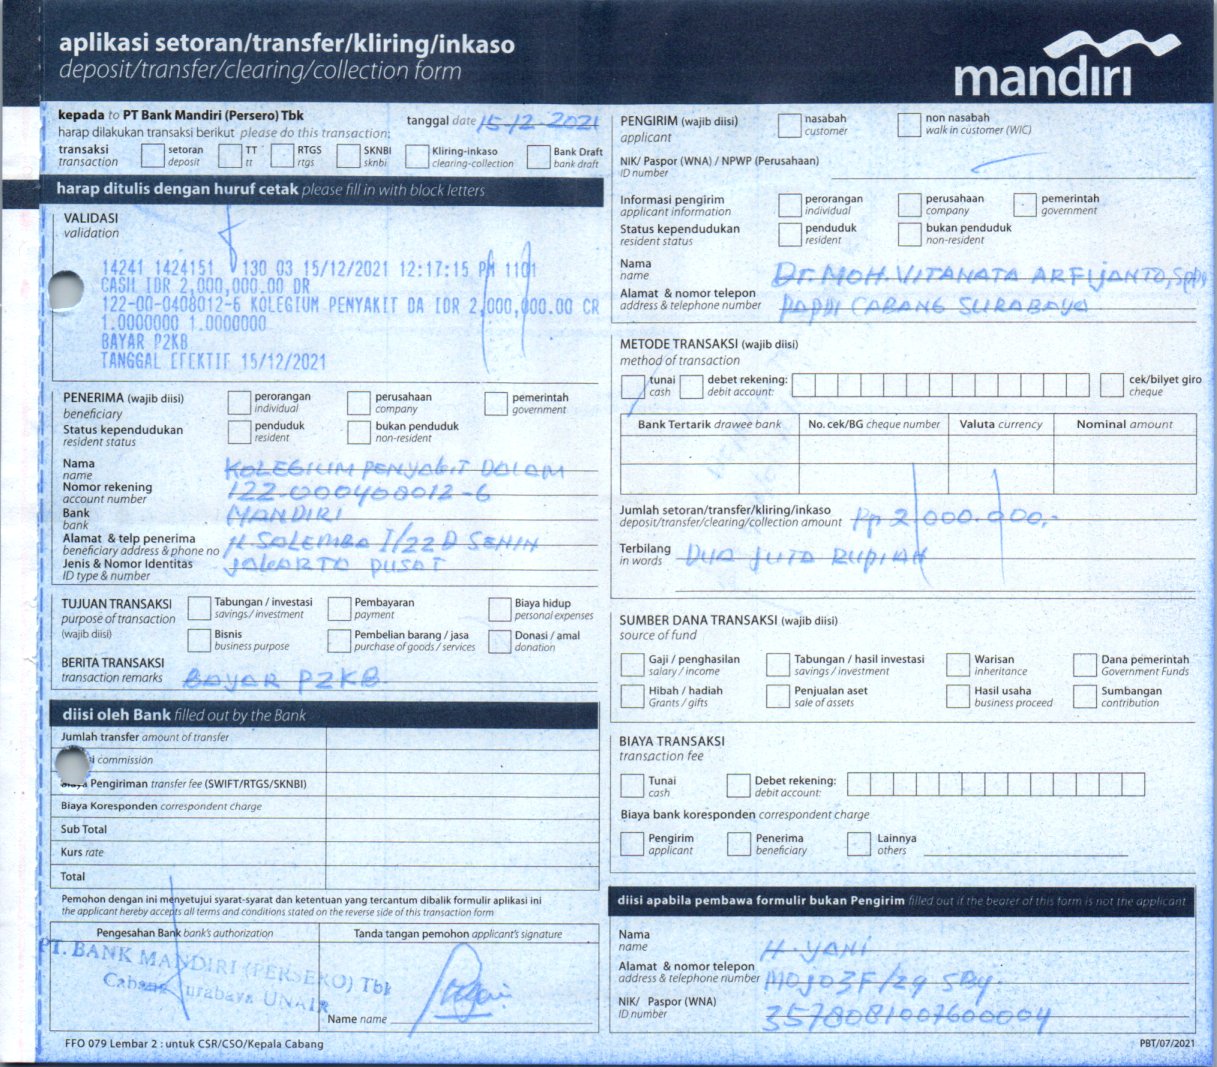 aplikasi setoran/transfer/kliring/inkaso
deposit/transfer/clearing/collection form
mandırı
kepada to PT Bank Mandiri (Persero) Tbk
harap dilakukan transaksi berikut please do this transaction:
tanggal date 15-12-2021
transaksi transaction
setoran deposit
TT tt
RTGS rtgs
SKNBI sknbi
Kliring-inkaso clearing-collection
Bank Draft bank draft
harap ditulis dengan huruf cetak please fill in with block letters
VALIDASI
validation
14241 1424151 130 03 15/12/2021 12:17:15 PM 1101
CASH IDR 2,000,000.00 DR
122-00-0408012-6 KOLEGIUM PENYAKIT DA IDR 2,000,000.00 CR
1.0000000 1.0000000
BAYAR P2KB
TANGGAL EFEKTIF 15/12/2021
PENERIMA (wajib diisi)
beneficiary
perorangan individual
perusahaan company
pemerintah government
Status kependudukan
resident status
penduduk resident
bukan penduduk non-resident
Nama name KOLEGIUM PENYAKIT DALAM
Nomor rekening account number 122-000400012-6
Bank bank MANDIRI
Alamat & telp penerima beneficiary address & phone no JL. SALEMBA I/22 D SENIN
Jenis & Nomor Identitas ID type & number JAKARTA PUSAT
TUJUAN TRANSAKSI
purpose of transaction
(wajib diisi)
Tabungan / investasi savings / investment
Pembayaran payment
Biaya hidup personal expenses
Bisnis business purpose
Pembelian barang / jasa purchase of goods / services
Donasi / amal donation
BERITA TRANSAKSI
transaction remarks BAYAR P2KB.
diisi oleh Bank filled out by the Bank
Jumlah transfer amount of transfer
commission
Pengiriman transfer fee (SWIFT/RTGS/SKNBI)
Biaya Koresponden correspondent charge
Sub Total
Kurs rate
Total
Pemohon dengan ini menyetujui syarat-syarat dan ketentuan yang tercantum dibalik formulir aplikasi ini
the applicant hereby accepts all terms and conditions stated on the reverse side of this transaction form
Pengesahan Bank bank's authorization
Tanda tangan pemohon applicant's signature
PT. BANK MANDIRI (PERSERO) Tbk
Cabang Surabaya UNAIR
Name name
FFO 079 Lembar 2 : untuk CSR/CSO/Kepala Cabang
PENGIRIM (wajib diisi)
applicant
nasabah customer
non nasabah walk in customer (WIC)
NIK/ Paspor (WNA) / NPWP (Perusahaan)
ID number
Informasi pengirim
applicant information
perorangan individual
perusahaan company
pemerintah government
Status kependudukan
resident status
penduduk resident
bukan penduduk non-resident
Nama name Dr. MOH. VITANATA ARFIJANTO, SpPD
Alamat & nomor telepon address & telephone number PAPDI CABANG SURABAYA
METODE TRANSAKSI (wajib diisi)
method of transaction
tunai cash
debet rekening: debit account:
cek/bilyet giro cheque
Bank Tertarik drawee bank
No. cek/BG cheque number
Valuta currency
Nominal amount
Jumlah setoran/transfer/kliring/inkaso
deposit/transfer/clearing/collection amount Rp 2.000.000,-
Terbilang in words DUA JUTA RUPIAH
SUMBER DANA TRANSAKSI (wajib diisi)
source of fund
Gaji / penghasilan salary / income
Tabungan / hasil investasi savings / investment
Warisan inheritance
Dana pemerintah Government Funds
Hibah / hadiah Grants / gifts
Penjualan aset sale of assets
Hasil usaha business proceed
Sumbangan contribution
BIAYA TRANSAKSI
transaction fee
Tunai cash
Debet rekening: debit account:
Biaya bank koresponden correspondent charge
Pengirim applicant
Penerima beneficiary
Lainnya others
diisi apabila pembawa formulir bukan Pengirim filled out if the bearer of this form is not the applicant
Nama name H. YANI
Alamat & nomor telepon address & telephone number MOJO 3F/29 SBY.
NIK/ Paspor (WNA) ID number 3578081007600004
PBT/07/2021